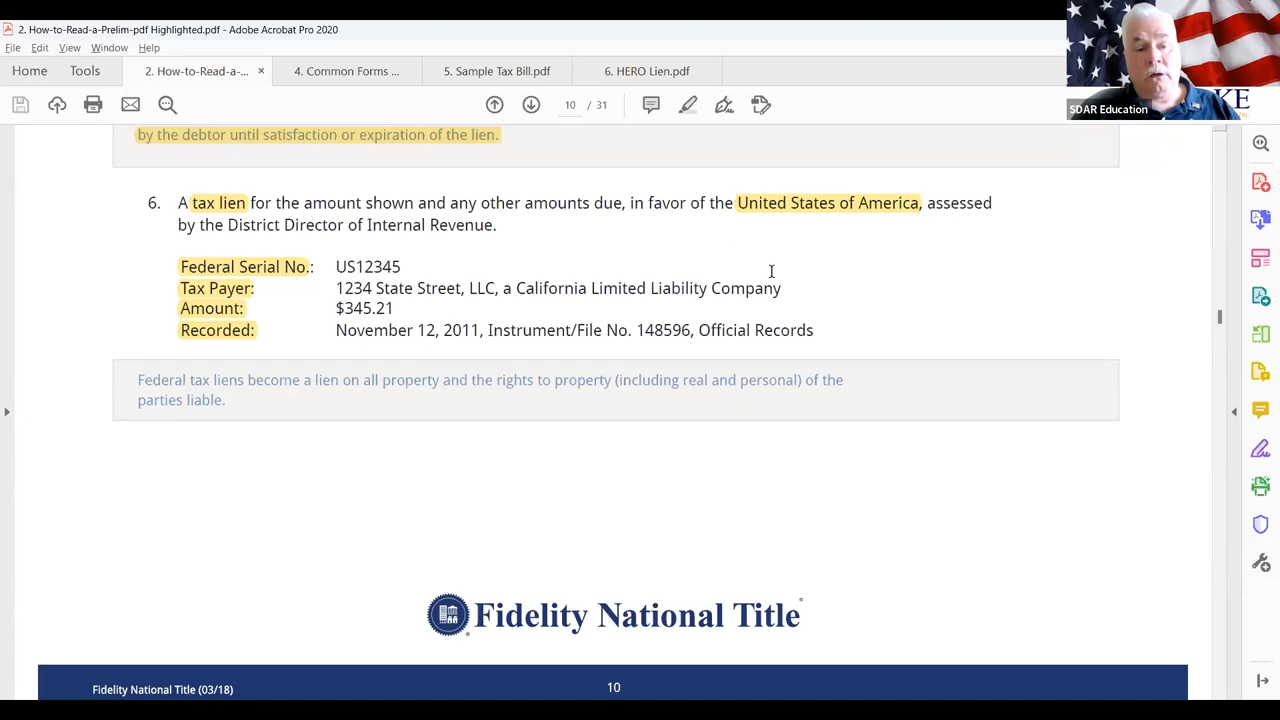 2. How-to-Read-a-Prelim-pdf Highlighted.pdf - Adobe Acrobat Pro 2020
File Edit View Window Help
Home Tools 2. How-to-Read-a-... × 4. Common Forms ... 5. Sample Tax Bill.pdf 6. HERO Lien.pdf
10 / 31
SDAR Education
KE
by the debtor until satisfaction or expiration of the lien.
6. A tax lien for the amount shown and any other amounts due, in favor of the United States of America, assessed
by the District Director of Internal Revenue.
Federal Serial No.: US12345
Tax Payer: 1234 State Street, LLC, a California Limited Liability Company
Amount: $345.21
Recorded: November 12, 2011, Instrument/File No. 148596, Official Records
Federal tax liens become a lien on all property and the rights to property (including real and personal) of the
parties liable.
Fidelity National Title
Fidelity National Title (03/18) 10